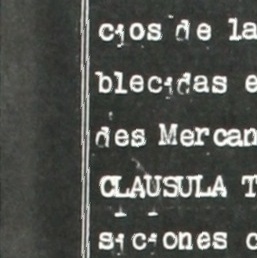 cios de la
blecidas e
des Mercan
CLAUSULA T
siciones c